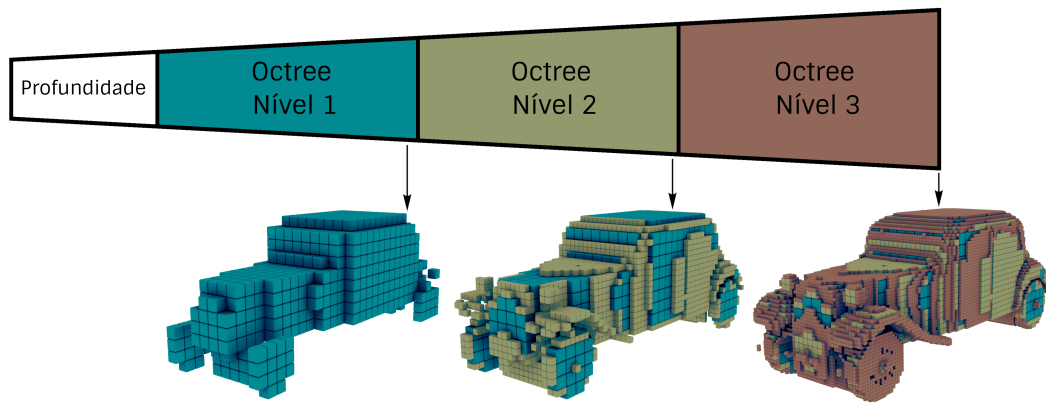 Profundidade
Octree
Nível 1
Octree
Nível 2
Octree
Nível 3